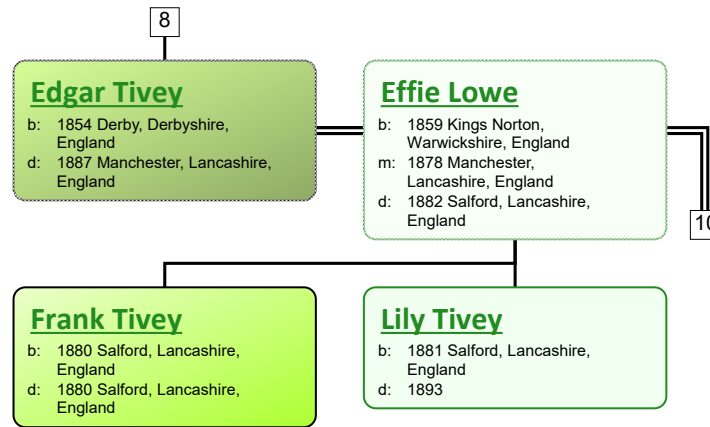 8
Edgar Tivey
b: 1854 Derby, Derbyshire,
England
d: 1887 Manchester, Lancashire,
England
Effie Lowe
b: 1859 Kings Norton,
Warwickshire, England
m: 1878 Manchester,
Lancashire, England
d: 1882 Salford, Lancashire,
England
10
Frank Tivey
b: 1880 Salford, Lancashire,
England
d: 1880 Salford, Lancashire,
England
Lily Tivey
b: 1881 Salford, Lancashire,
England
d: 1893